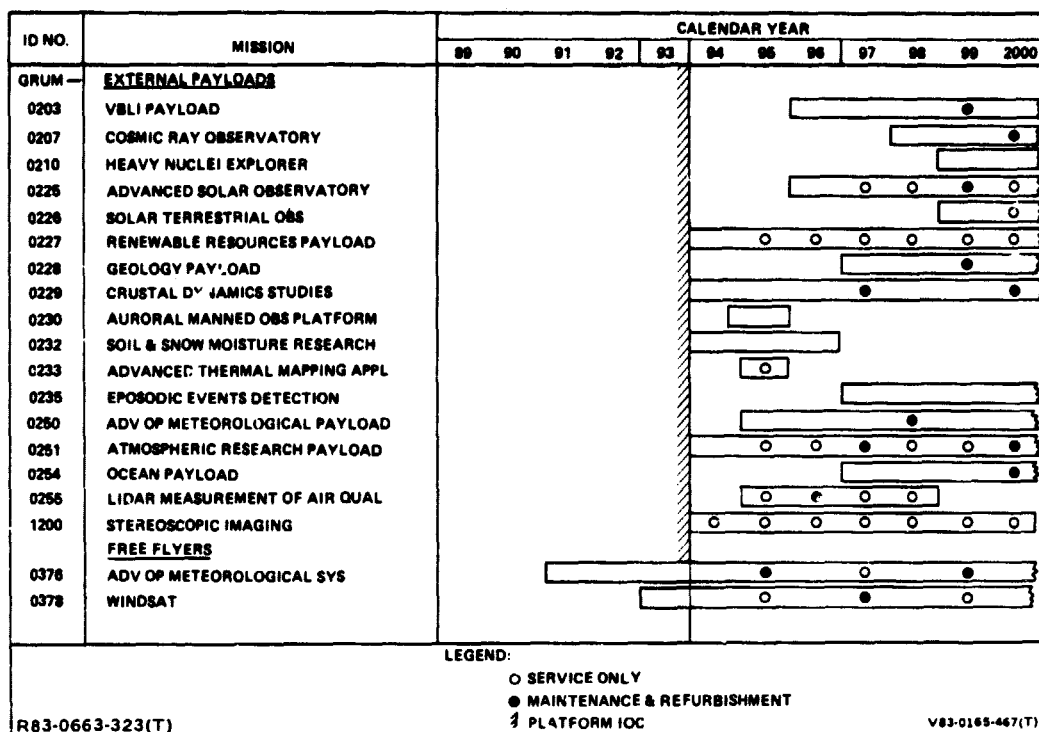 ID NO. MISSION CALENDAR YEAR
89 90 91 92 93 94 95 96 97 98 99 2000
GRUM — EXTERNAL PAYLOADS
0203 VBLI PAYLOAD
0207 COSMIC RAY OBSERVATORY
0210 HEAVY NUCLEI EXPLORER
0225 ADVANCED SOLAR OBSERVATORY
0226 SOLAR TERRESTRIAL OBS
0227 RENEWABLE RESOURCES PAYLOAD
0228 GEOLOGY PAYLOAD
0229 CRUSTAL DYNAMICS STUDIES
0230 AURORAL MANNED OBS PLATFORM
0232 SOIL & SNOW MOISTURE RESEARCH
0233 ADVANCED THERMAL MAPPING APPL
0235 EPOSODIC EVENTS DETECTION
0250 ADV OP METEOROLOGICAL PAYLOAD
0251 ATMOSPHERIC RESEARCH PAYLOAD
0254 OCEAN PAYLOAD
0255 LIDAR MEASUREMENT OF AIR QUAL
1200 STEREOSCOPIC IMAGING
FREE FLYERS
0376 ADV OP METEOROLOGICAL SYS
0378 WINDSAT
LEGEND:
○ SERVICE ONLY
● MAINTENANCE & REFURBISHMENT
PLATFORM IOC
R83-0663-323(T) V83-0165-467(T)